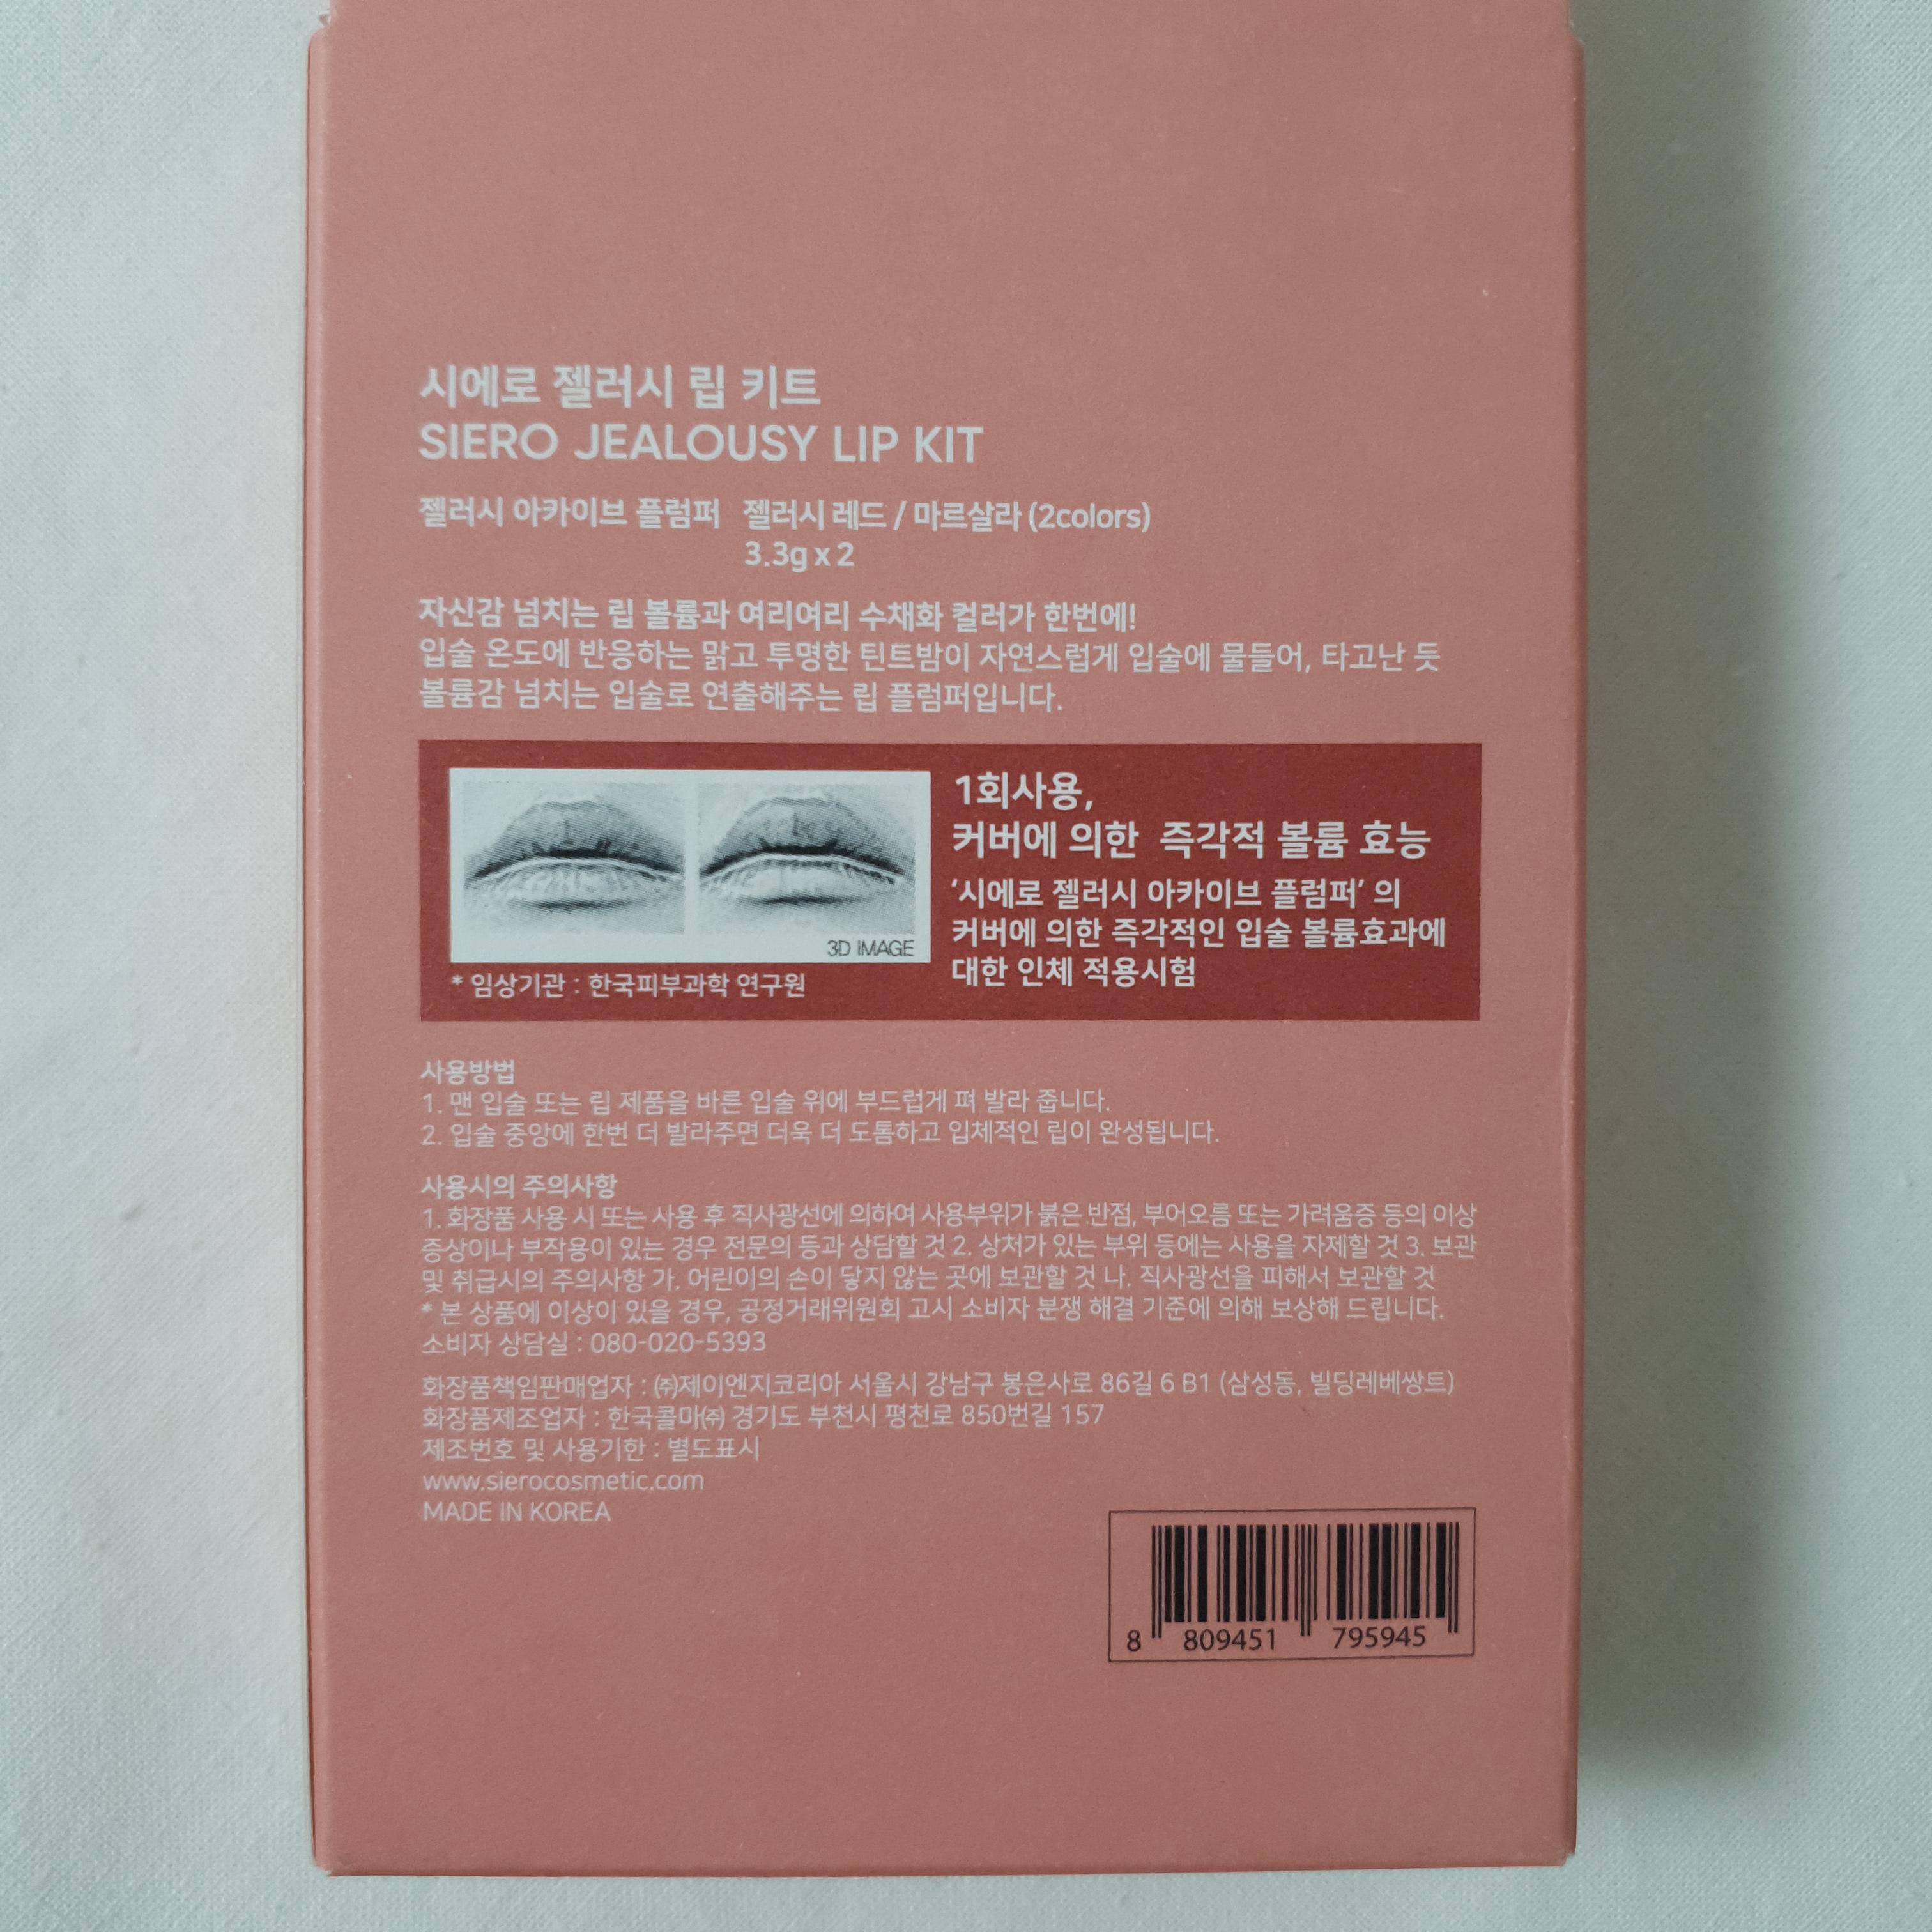 시에로 젤러시 립 키트
SIERO JEALOUSY LIP KIT
젤러시 아카이브 플럼퍼 젤러시 레드 / 마르살라 (2colors)
3.3g x 2
자신감 넘치는 립 볼륨과 여리여리 수채화 컬러가 한번에!
입술 온도에 반응하는 맑고 투명한 틴트밤이 자연스럽게 입술에 물들어, 타고난 듯
볼륨감 넘치는 입술로 연출해주는 립 플럼퍼입니다.
3D IMAGE
* 임상기관 : 한국피부과학 연구원
1회사용,
커버에 의한 즉각적 볼륨 효능
‘시에로 젤러시 아카이브 플럼퍼’ 의
커버에 의한 즉각적인 입술 볼륨효과에
대한 인체 적용시험
사용방법
1. 맨 입술 또는 립 제품을 바른 입술 위에 부드럽게 펴 발라 줍니다.
2. 입술 중앙에 한번 더 발라주면 더욱 더 도톰하고 입체적인 립이 완성됩니다.
사용시의 주의사항
1. 화장품 사용 시 또는 사용 후 직사광선에 의하여 사용부위가 붉은 반점, 부어오름 또는 가려움증 등의 이상
증상이나 부작용이 있는 경우 전문의 등과 상담할 것 2. 상처가 있는 부위 등에는 사용을 자제할 것 3. 보관
및 취급시의 주의사항 가. 어린이의 손이 닿지 않는 곳에 보관할 것 나. 직사광선을 피해서 보관할 것
* 본 상품에 이상이 있을 경우, 공정거래위원회 고시 소비자 분쟁 해결 기준에 의해 보상해 드립니다.
소비자 상담실 : 080-020-5393
화장품책임판매업자 : ㈜제이엔지코리아 서울시 강남구 봉은사로 86길 6 B1 (삼성동, 빌딩레베쌍트)
화장품제조업자 : 한국콜마㈜ 경기도 부천시 평천로 850번길 157
제조번호 및 사용기한 : 별도표시
www.sierocosmetic.com
MADE IN KOREA
8 809451 795945